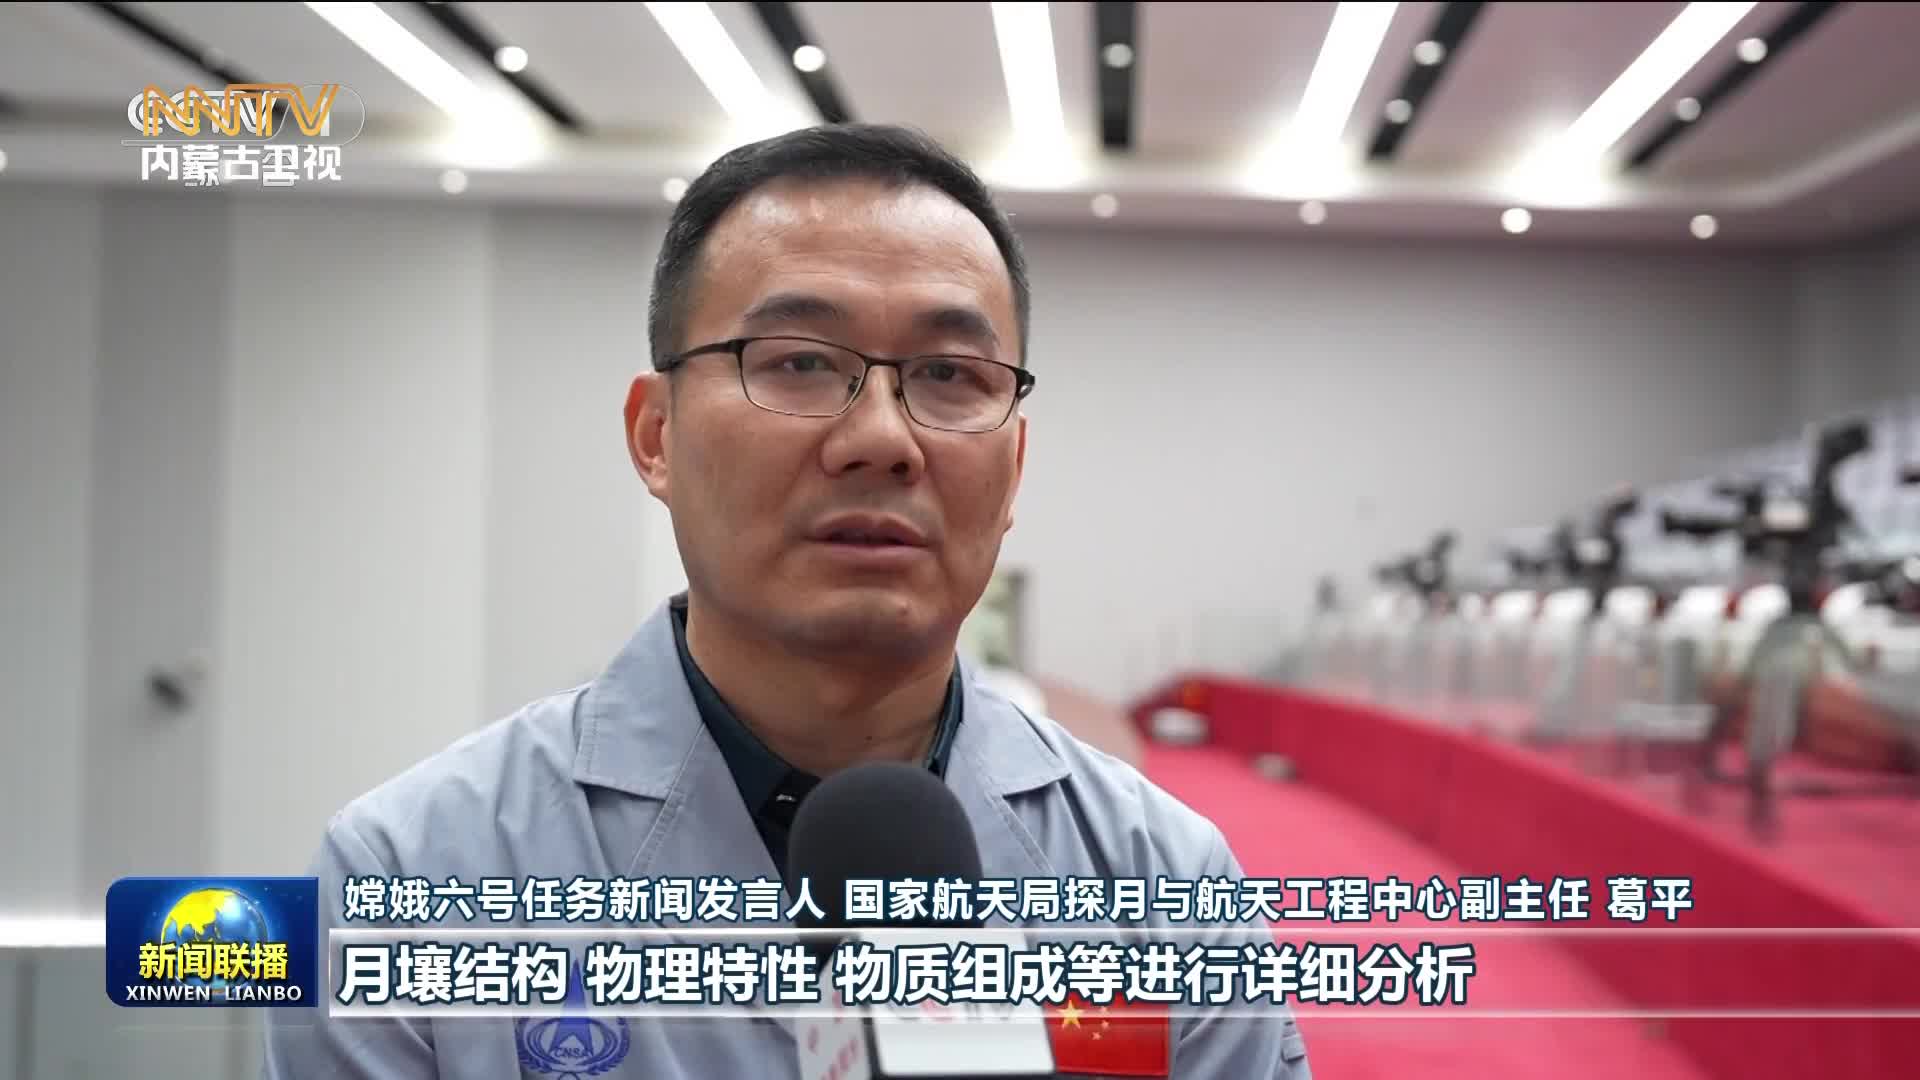 NNTV
内蒙古卫视
嫦娥六号任务新闻发言人 国家航天局探月与航天工程中心副主任 葛平
新闻联播
XINWEN LIANBO
月壤结构 物理特性 物质组成等进行详细分析
CNSA